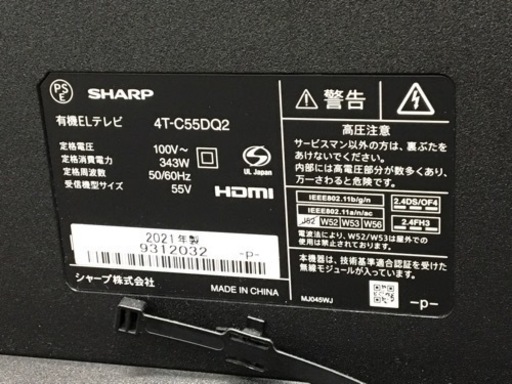 PS
E
SHARP
有機ELテレビ 4T-C55DQ2
定格電圧 100V~
定格消費電力 343W
定格周波数 50/60Hz
受信機型サイズ 55V
S
UL Japan
HDMI
2021年製
9312032 -p-
シャープ株式会社
MADE IN CHINA
警告
高圧注意
サービスマン以外の方は、裏ぶたを
あけないでください。
内部には高電圧部分が数多くあり、
万一さわると危険です。
IEEE802.11b/g/n
IEEE802.11a/n/ac
J52 W52 W53 W56
2.4DS/OF4
2.4FH3
電波法により、W52/W53は屋外での
使用が禁止されています。
本機器は、技術基準適合認証を受けた
無線モジュールが入っています。
MJ045WJ
-p-